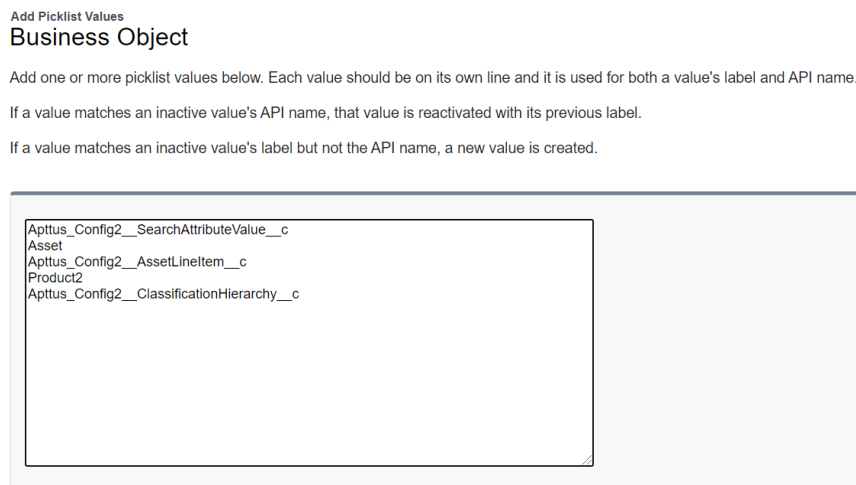 Add Picklist Values
Business Object
Add one or more picklist values below. Each value should be on its own line and it is used for both a value's label and API name.
If a value matches an inactive value's API name, that value is reactivated with its previous label.
If a value matches an inactive value's label but not the API name, a new value is created.
Apttus_Config2__SearchAttributeValue__c
Asset
Apttus_Config2__AssetLineItem__c
Product2
Apttus_Config2__ClassificationHierarchy__c